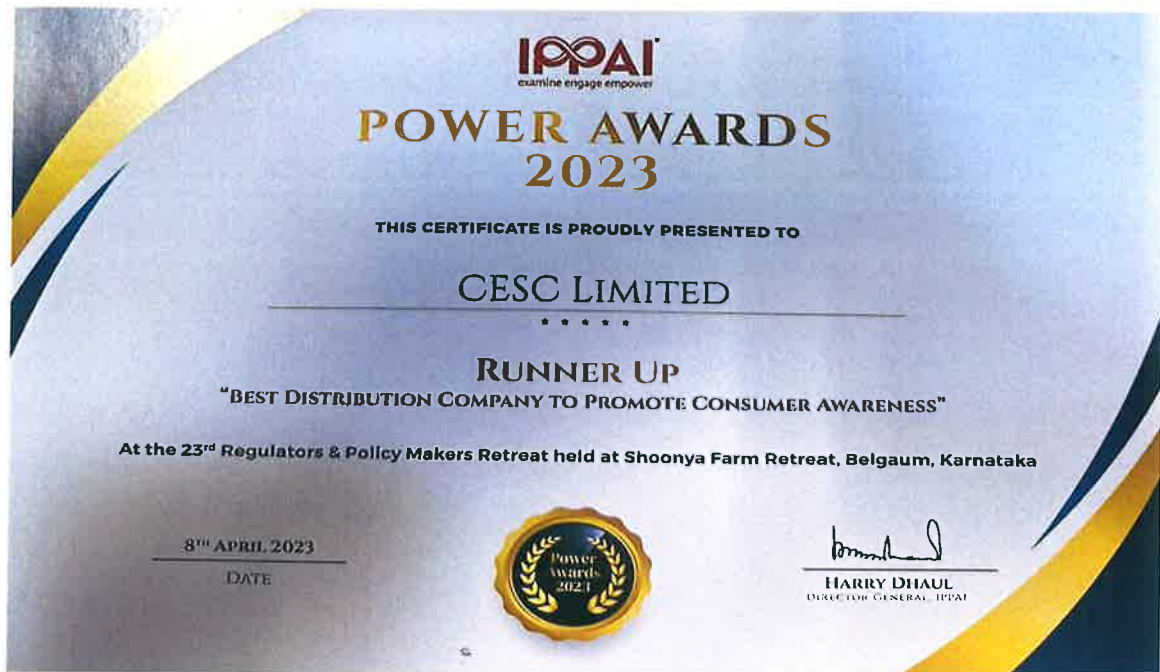 IPPAI
examine engage empower
POWER AWARDS
2023
THIS CERTIFICATE IS PROUDLY PRESENTED TO
CESC LIMITED
RUNNER UP
"BEST DISTRIBUTION COMPANY TO PROMOTE CONSUMER AWARENESS"
At the 23rd Regulators & Policy Makers Retreat held at Shoonya Farm Retreat, Belgaum, Karnataka
8TH APRIL 2023
DATE
Power
Awards
2023
HARRY DHAUL
DIRECTOR GENERAL, IPPAI